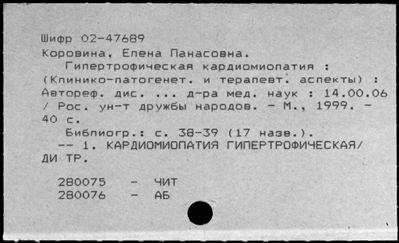 Шифр 02-47689
Коровина, Елена Панасовна.
Гипертрофическая кардиомиопатия :
(Клинико-патогенет. и терапевт. аспекты) :
Автореф. дис. ... д-ра мед. наук : 14.00.06
/ Рос. ун-т дружбы народов. - М., 1999. -
40 с.
Библиогр.: с. 38-39 (17 назв.).
-- 1. КАРДИОМИОПАТИЯ ГИПЕРТРОФИЧЕСКАЯ/
ДИ ТР.
280075 - ЧИТ
280076 - АБ